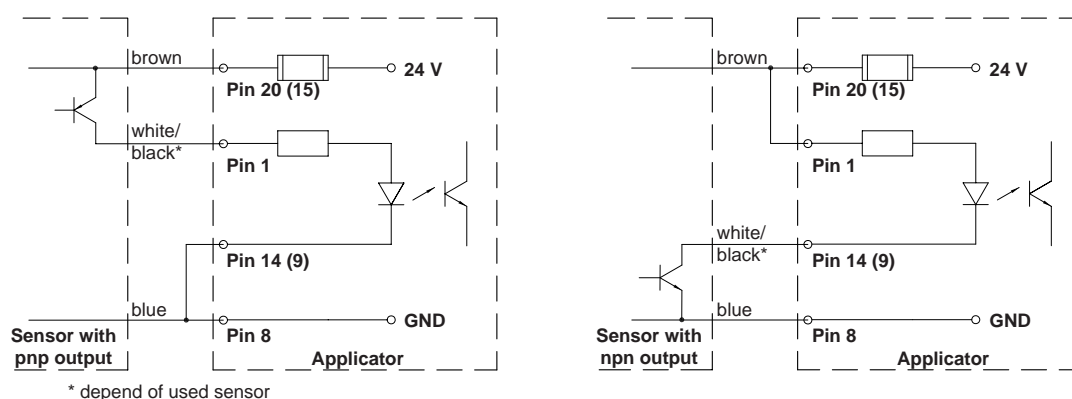 brown
24 V
Pin 20 (15)
white/
black*
Pin 1
Pin 14 (9)
blue
GND
Pin 8
Sensor with
pnp output
Applicator
* depend of used sensor
brown
24 V
Pin 20 (15)
Pin 1
white/
black*
Pin 14 (9)
blue
GND
Pin 8
Sensor with
npn output
Applicator